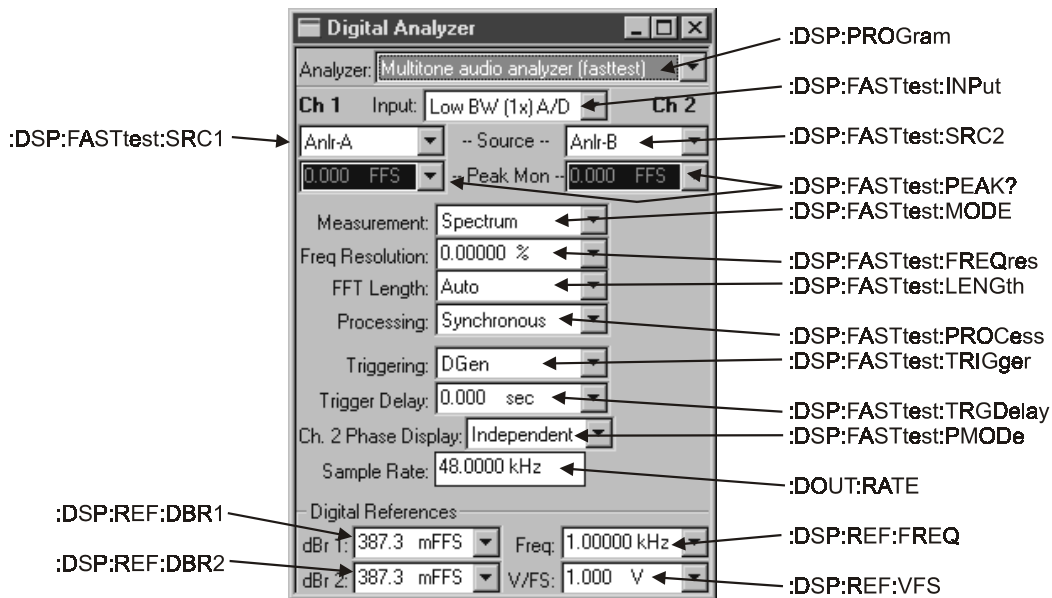 Digital Analyzer
:DSP:PROGram
Analyzer: Multitone audio analyzer (fasttest)
:DSP:FASTtest:INPut
Ch 1 Input: Low BW (1x) A/D Ch 2
:DSP:FASTtest:SRC1
Anlr-A -- Source -- Anlr-B
:DSP:FASTtest:SRC2
0.000 FFS -- Peak Mon -- 0.000 FFS
:DSP:FASTtest:PEAK?
Measurement: Spectrum
:DSP:FASTtest:MODE
Freq Resolution: 0.00000 %
:DSP:FASTtest:FREQres
FFT Length: Auto
:DSP:FASTtest:LENGth
Processing: Synchronous
:DSP:FASTtest:PROCess
Triggering: DGen
:DSP:FASTtest:TRIGger
Trigger Delay: 0.000 sec
:DSP:FASTtest:TRGDelay
Ch. 2 Phase Display: Independent
:DSP:FASTtest:PMODe
Sample Rate: 48.0000 kHz
:DOUT:RATE
Digital References
:DSP:REF:DBR1
dBr 1: 387.3 mFFS Freq: 1.00000 kHz
:DSP:REF:FREQ
:DSP:REF:DBR2
dBr 2: 387.3 mFFS V/FS: 1.000 V
:DSP:REF:VFS